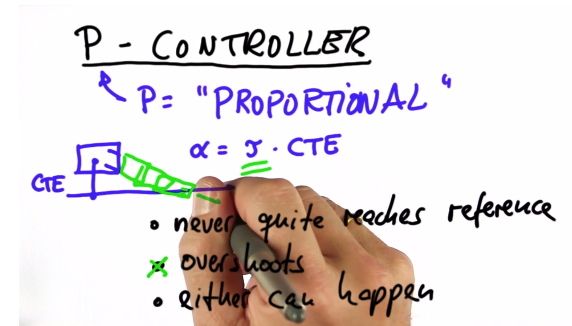 P - CONTROLLER
P = "PROPORTIONAL"
α = τ · CTE
CTE
• never quite reaches reference
• overshoots
• either can happen